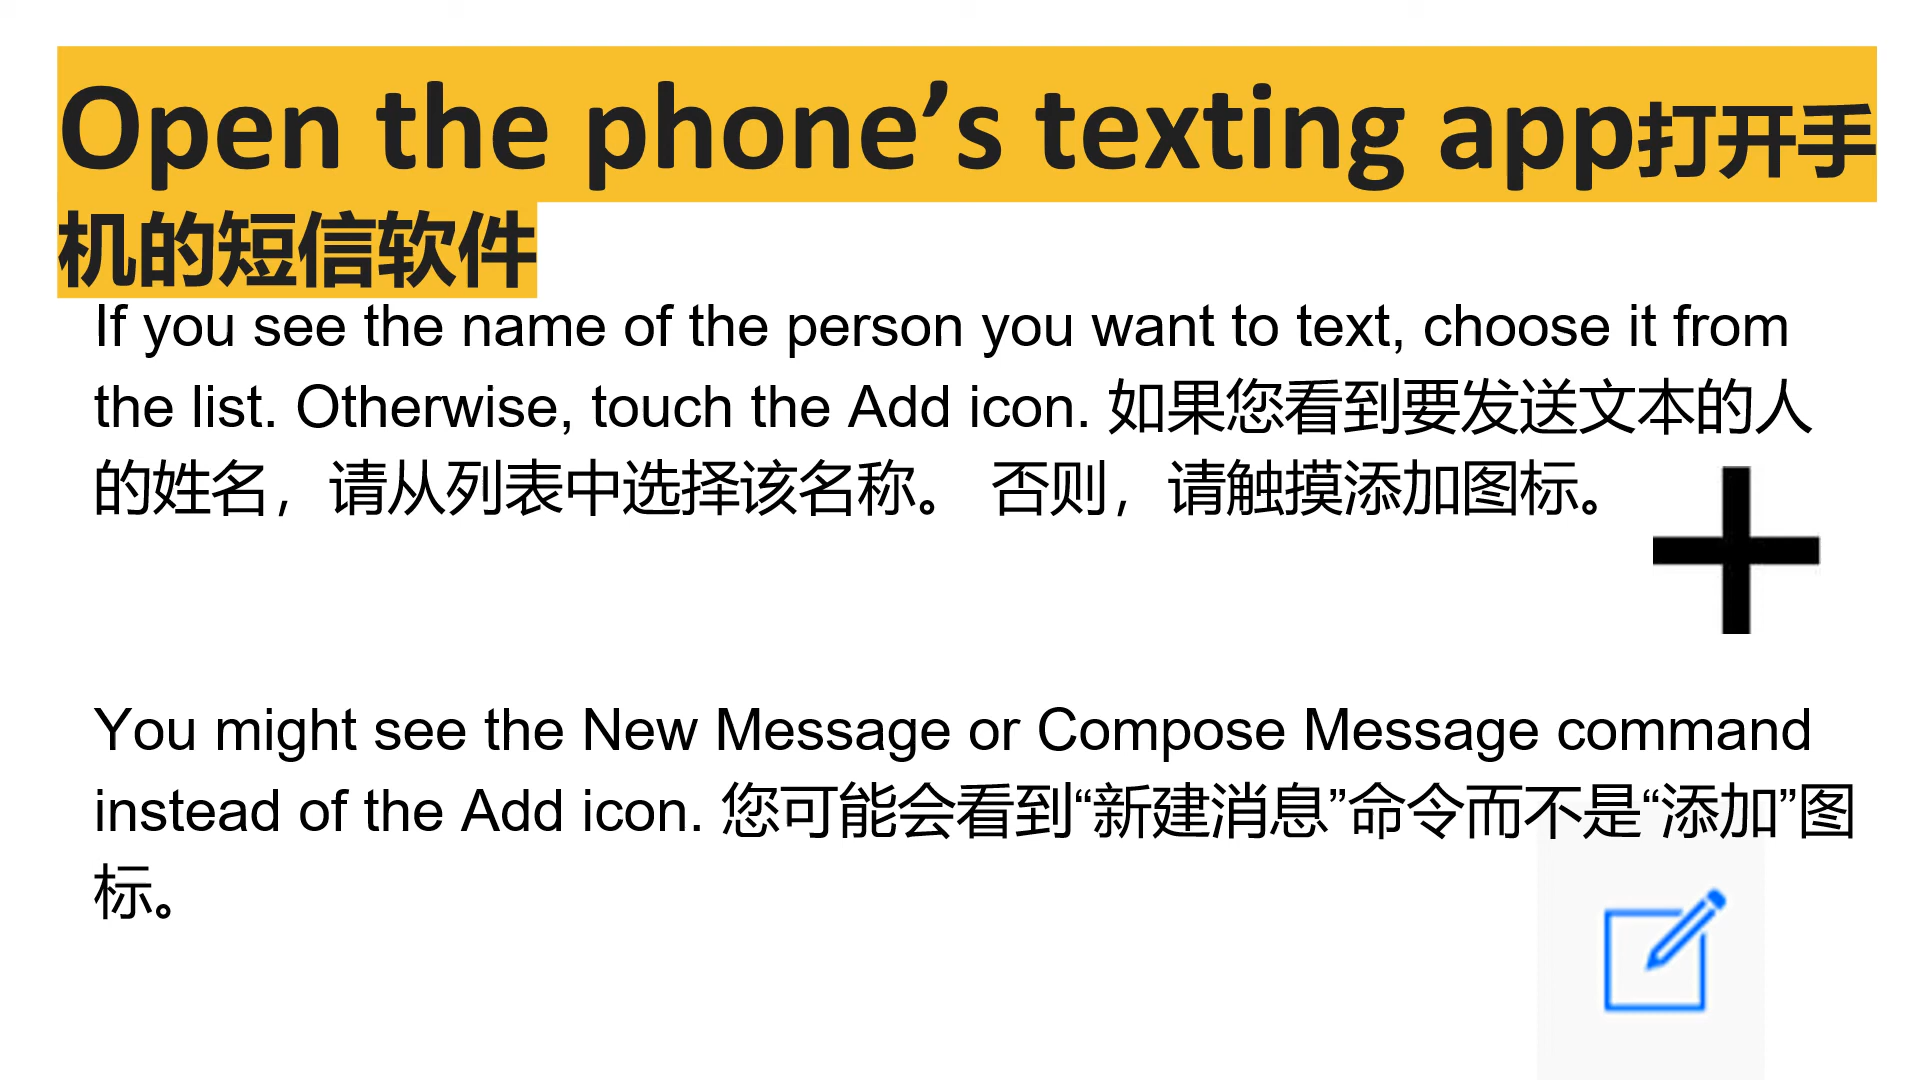 Open the phone’s texting app打开手
机的短信软件
If you see the name of the person you want to text, choose it from
the list. Otherwise, touch the Add icon. 如果您看到要发送文本的人
的姓名，请从列表中选择该名称。 否则，请触摸添加图标。
You might see the New Message or Compose Message command
instead of the Add icon. 您可能会看到“新建消息”命令而不是“添加”图
标。